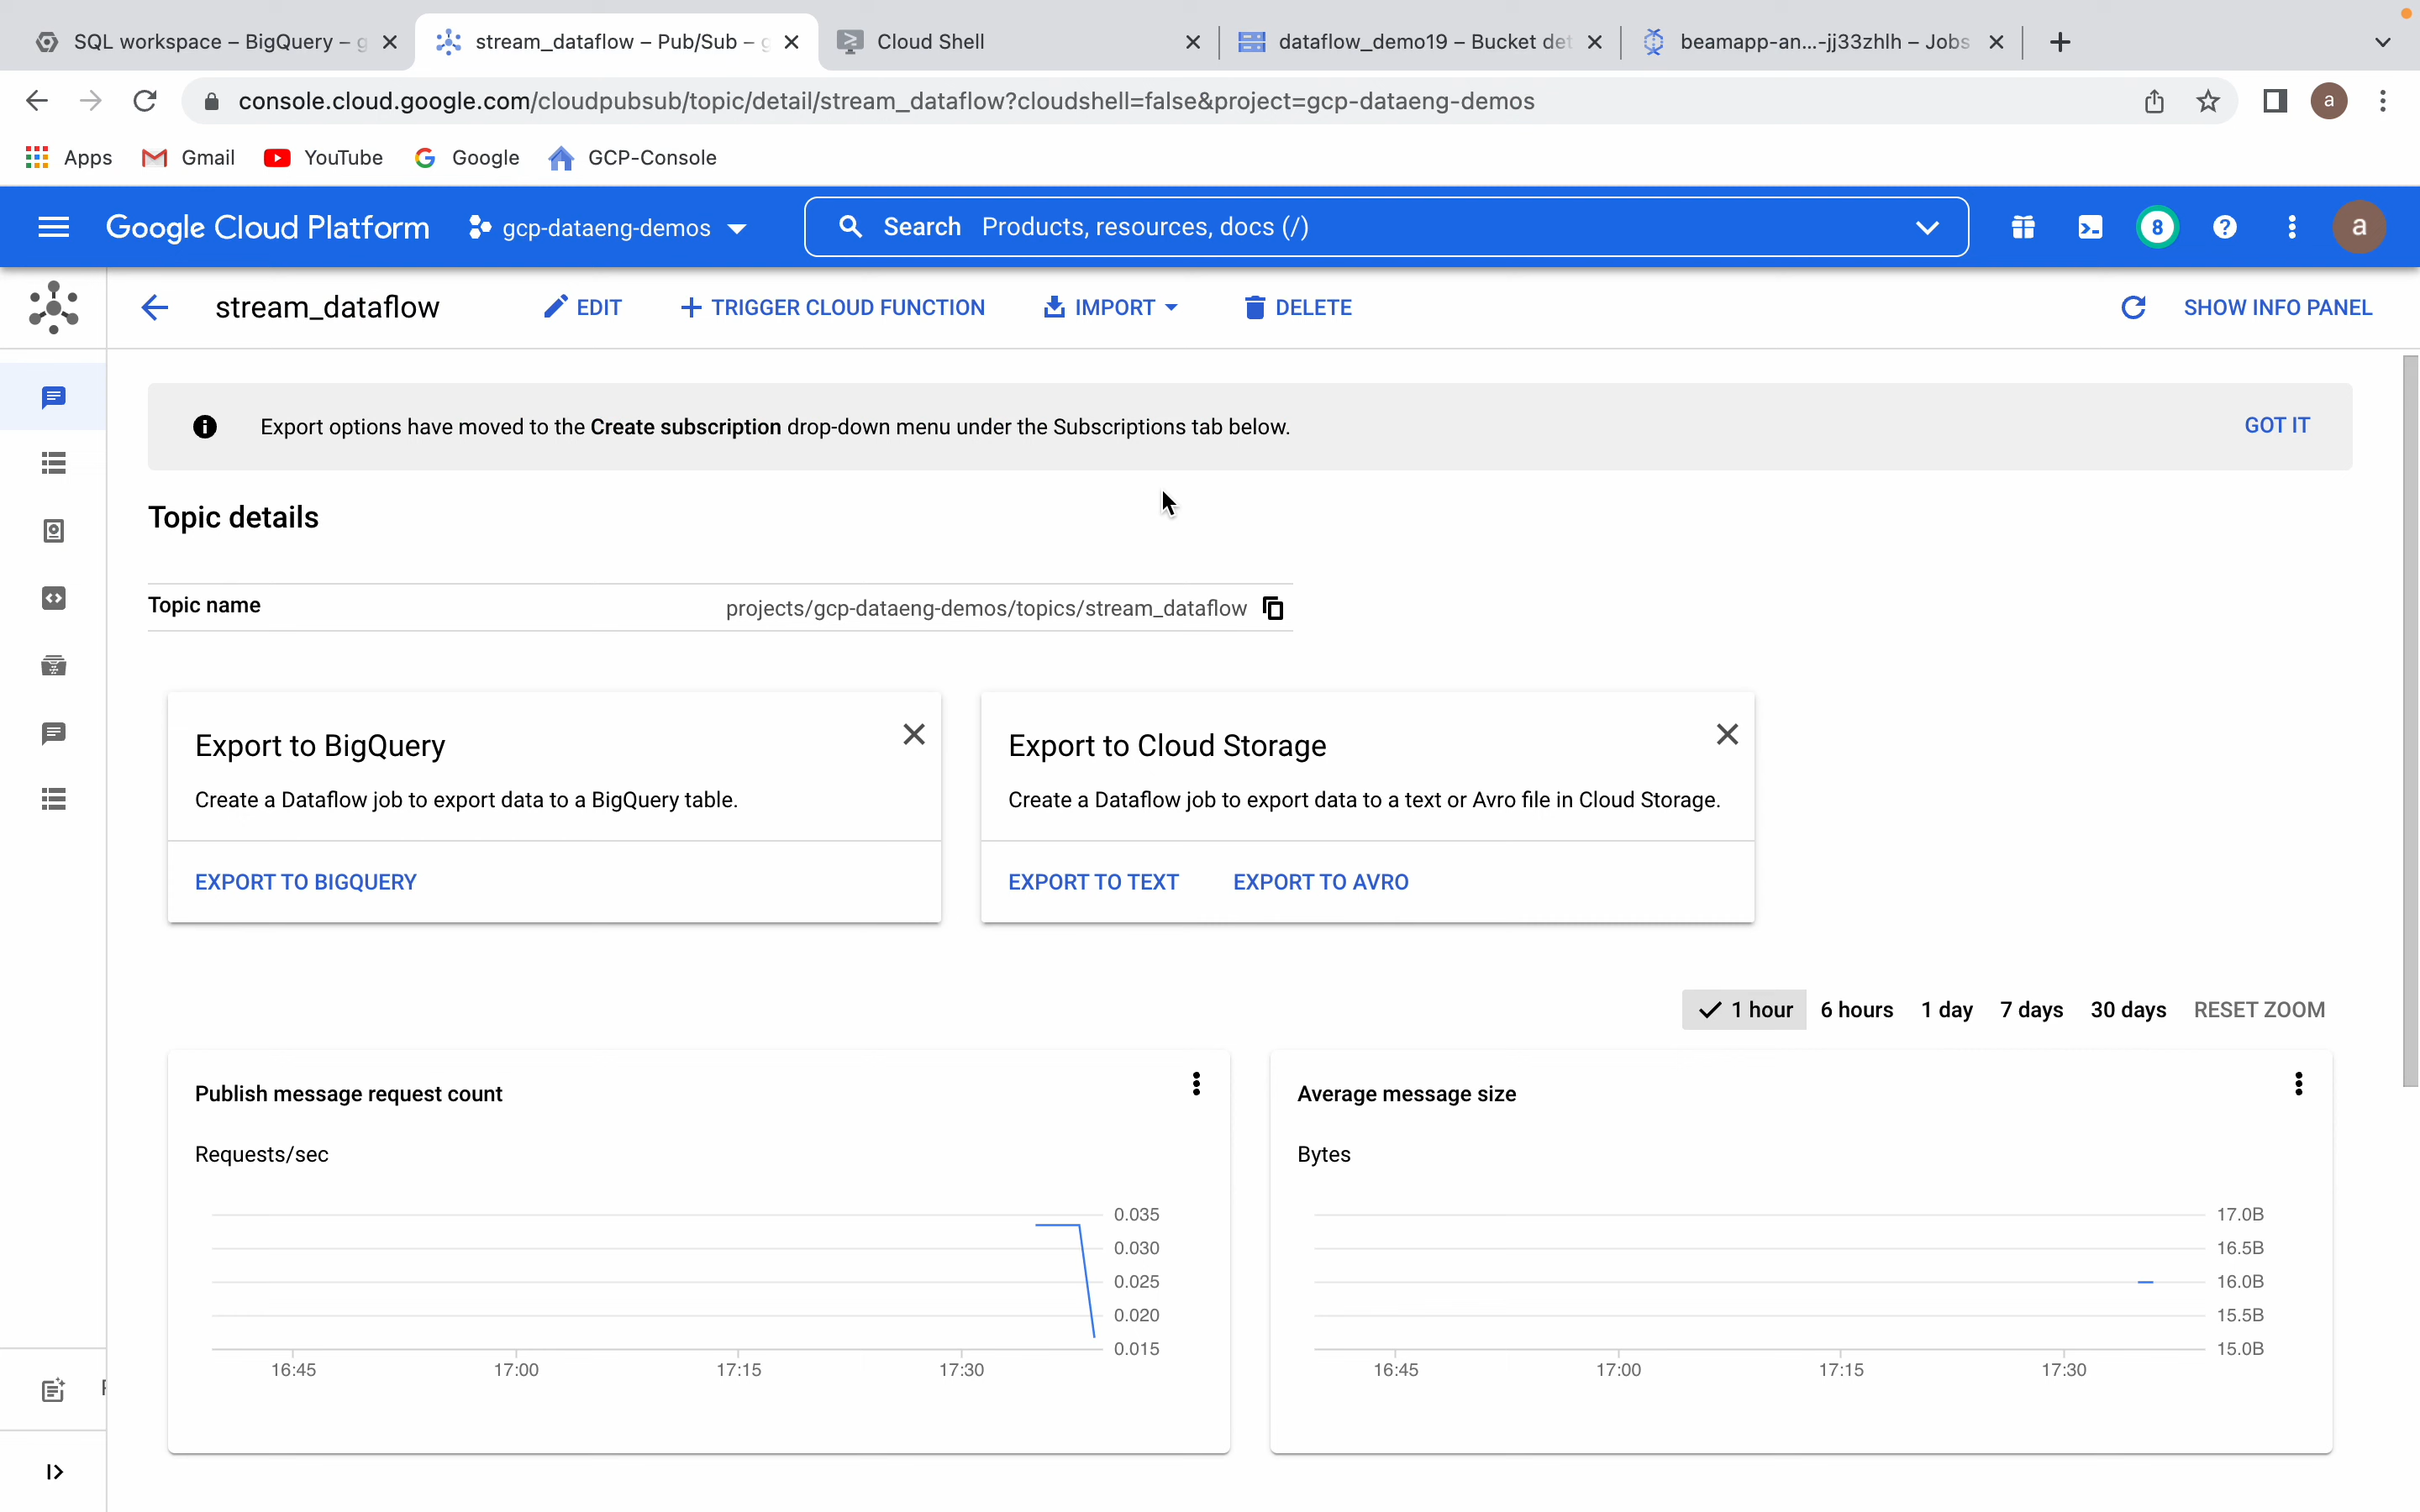 SQL workspace – BigQuery – g
stream_dataflow – Pub/Sub – g
Cloud Shell
dataflow_demo19 – Bucket det
beamapp-an...-jj33zhlh – Jobs
console.cloud.google.com/cloudpubsub/topic/detail/stream_dataflow?cloudshell=false&project=gcp-dataeng-demos
a
Apps
Gmail
YouTube
Google
GCP-Console
Google Cloud Platform
gcp-dataeng-demos
Search Products, resources, docs (/)
8
a
stream_dataflow
EDIT
TRIGGER CLOUD FUNCTION
IMPORT
DELETE
SHOW INFO PANEL
Export options have moved to the Create subscription drop-down menu under the Subscriptions tab below.
GOT IT
Topic details
Topic name
projects/gcp-dataeng-demos/topics/stream_dataflow
Export to BigQuery
Create a Dataflow job to export data to a BigQuery table.
EXPORT TO BIGQUERY
Export to Cloud Storage
Create a Dataflow job to export data to a text or Avro file in Cloud Storage.
EXPORT TO TEXT
EXPORT TO AVRO
1 hour
6 hours
1 day
7 days
30 days
RESET ZOOM
Publish message request count
Requests/sec
0.035
0.030
0.025
0.020
0.015
16:45
17:00
17:15
17:30
Average message size
Bytes
17.0B
16.5B
16.0B
15.5B
15.0B
16:45
17:00
17:15
17:30